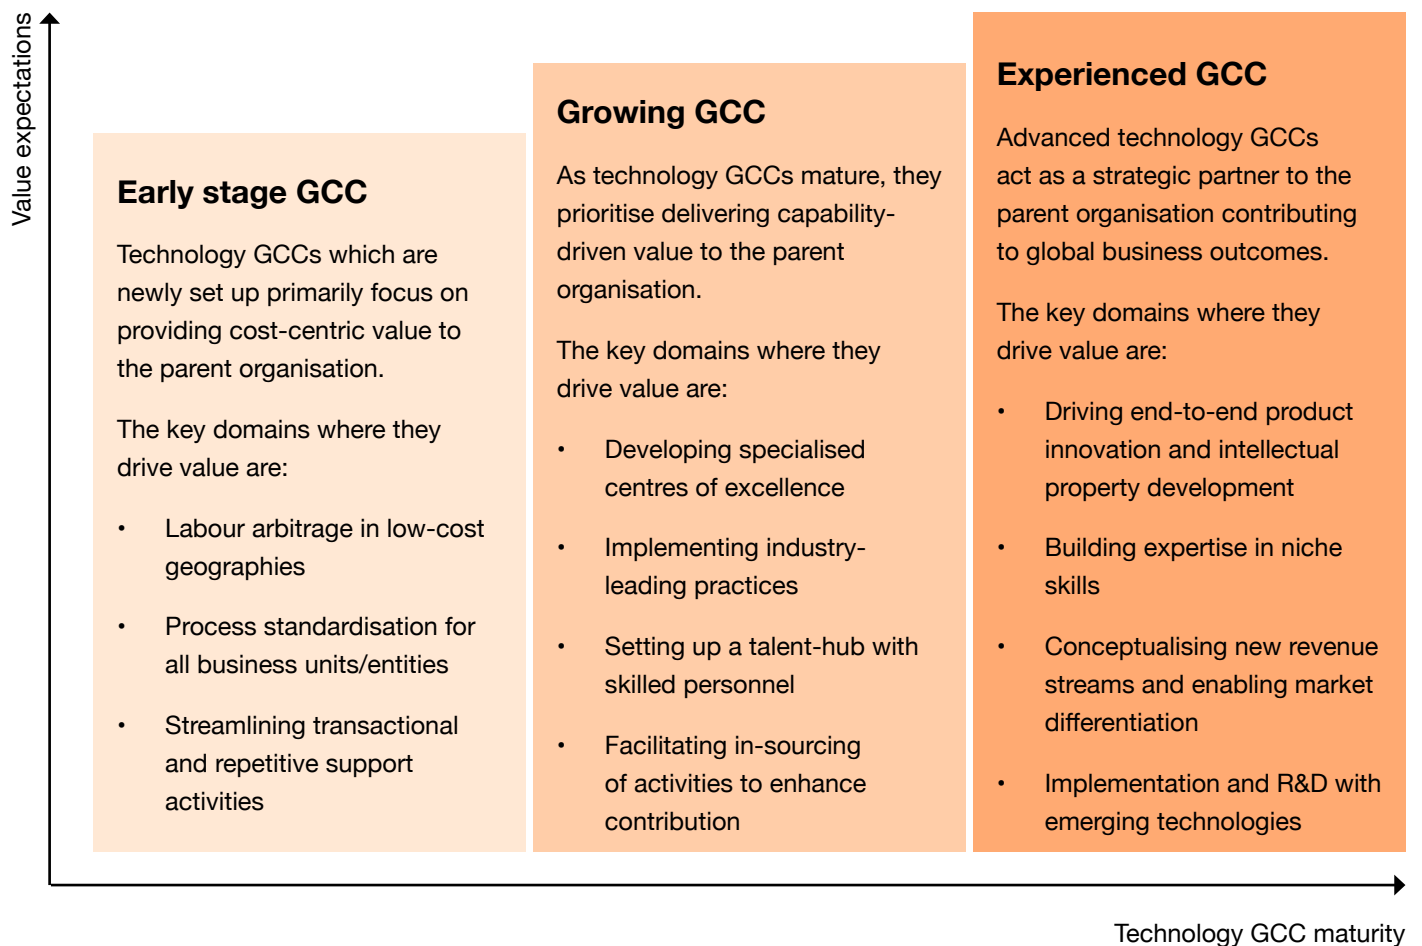 Value expectations
Early stage GCC
Technology GCCs which are
newly set up primarily focus on
providing cost-centric value to
the parent organisation.
The key domains where they
drive value are:
• Labour arbitrage in low-cost
geographies
• Process standardisation for
all business units/entities
• Streamlining transactional
and repetitive support
activities
Growing GCC
As technology GCCs mature, they
prioritise delivering capability-
driven value to the parent
organisation.
The key domains where they
drive value are:
• Developing specialised
centres of excellence
• Implementing industry-
leading practices
• Setting up a talent-hub with
skilled personnel
• Facilitating in-sourcing
of activities to enhance
contribution
Experienced GCC
Advanced technology GCCs
act as a strategic partner to the
parent organisation contributing
to global business outcomes.
The key domains where they
drive value are:
• Driving end-to-end product
innovation and intellectual
property development
• Building expertise in niche
skills
• Conceptualising new revenue
streams and enabling market
differentiation
• Implementation and R&D with
emerging technologies
Technology GCC maturity